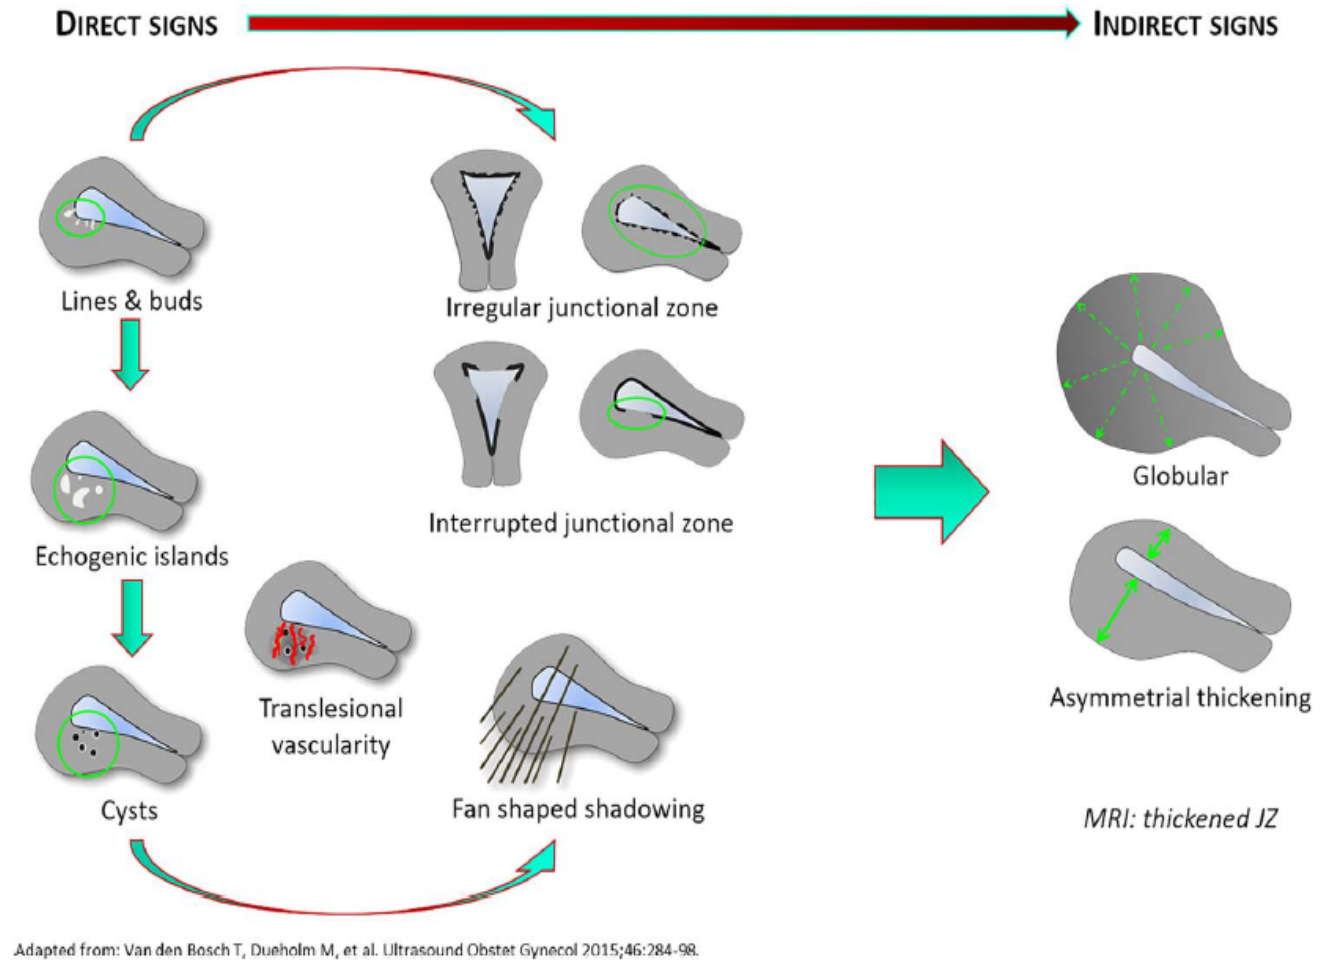 DIRECT SIGNS
INDIRECT SIGNS
Lines & buds
Irregular junctional zone
Globular
Interrupted junctional zone
Echogenic islands
Asymmetrial thickening
Translesional
vascularity
Cysts
Fan shaped shadowing
MRI: thickened JZ
Adapted from: Van den Bosch T, Dueholm M, et al. Ultrasound Obstet Gynecol 2015;46:284-98.